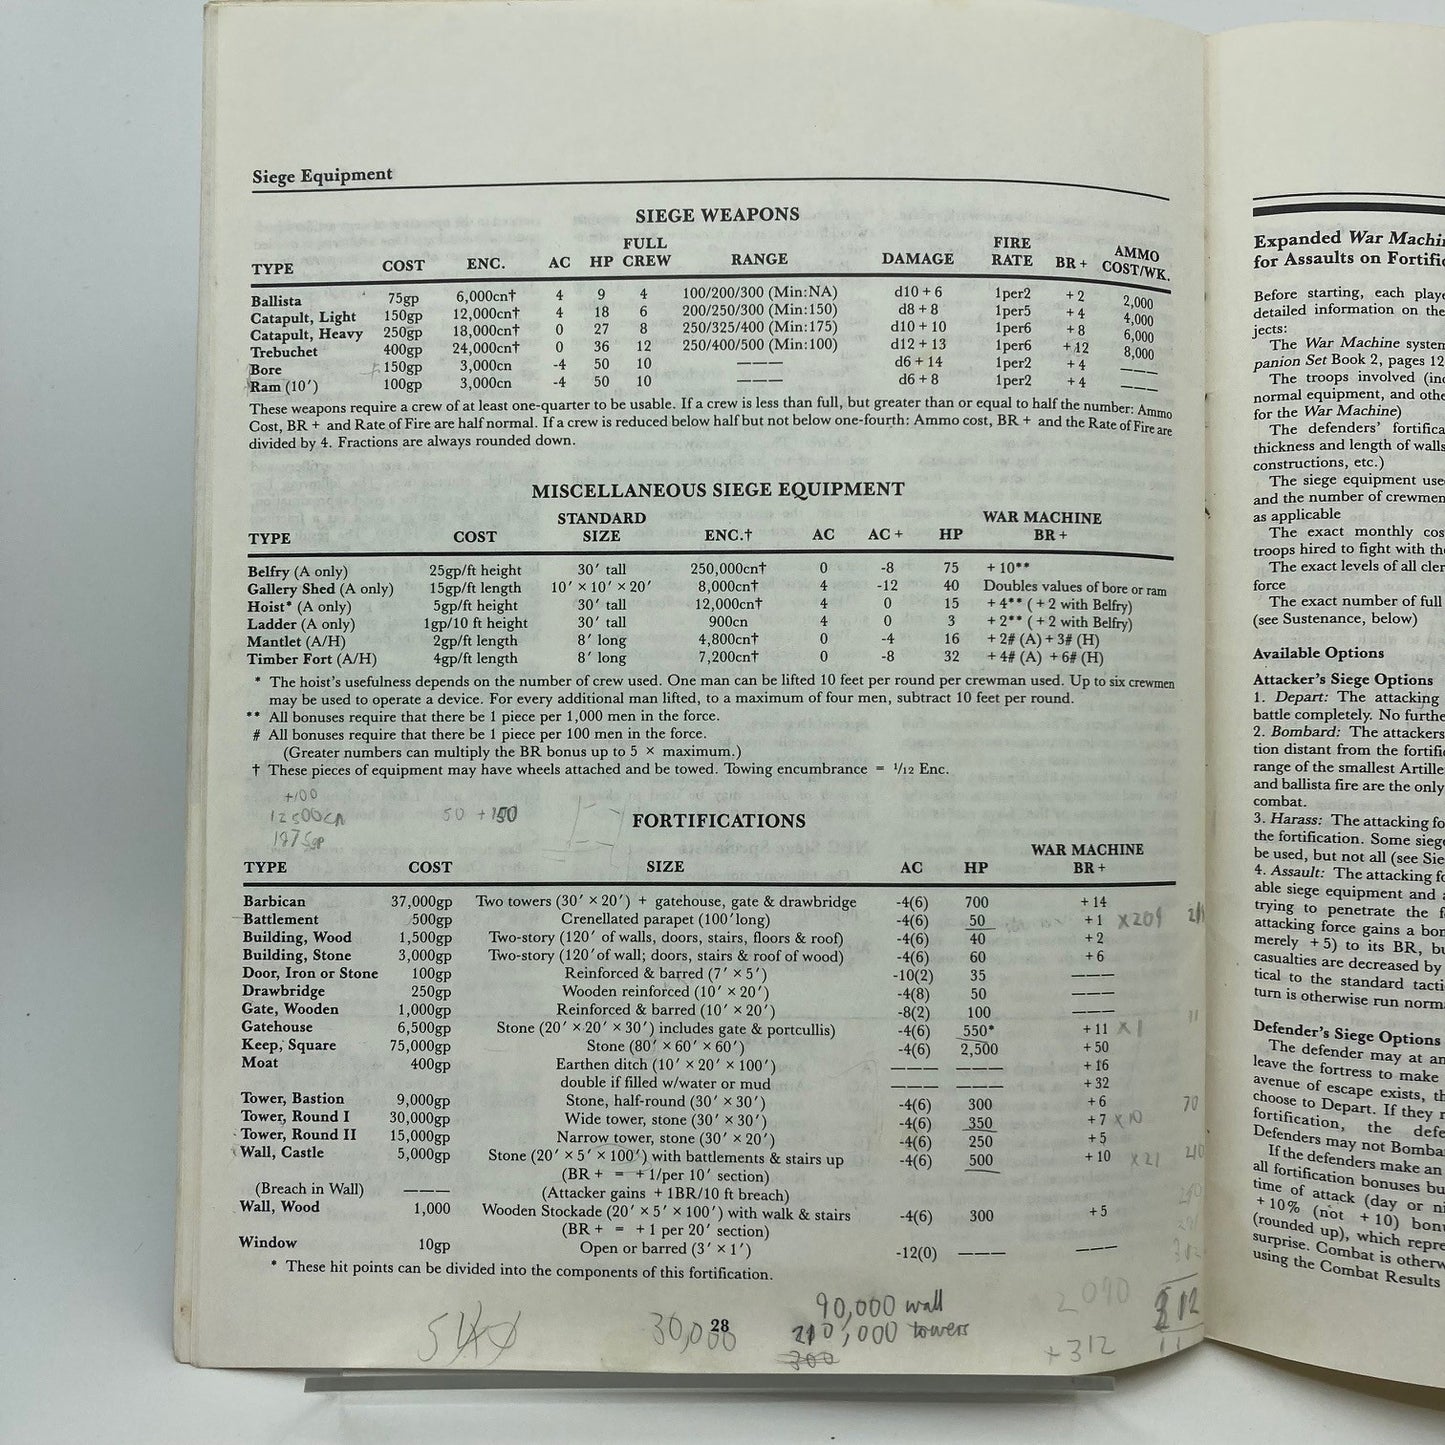 Siege Equipment
SIEGE WEAPONS
TYPE COST ENC. AC HP FULL CREW RANGE DAMAGE FIRE RATE BR + AMMO COST/WK.
Ballista 75gp 6,000cn† 4 9 4 100/200/300 (Min:NA) d10 + 6 1per2 + 2 2,000
Catapult, Light 150gp 12,000cn† 4 18 6 200/250/300 (Min:150) d8 + 8 1per5 + 4 4,000
Catapult, Heavy 250gp 18,000cn† 0 27 8 250/325/400 (Min:175) d10 + 10 1per6 + 8 6,000
Trebuchet 400gp 24,000cn† 0 36 12 250/400/500 (Min:100) d12 + 13 1per6 + 12 8,000
Bore 150gp 3,000cn -4 50 10 ——— d6 + 14 1per2 + 4 ———
Ram (10′) 100gp 3,000cn -4 50 10 ——— d6 + 8 1per2 + 4 ———
These weapons require a crew of at least one-quarter to be usable. If a crew is less than full, but greater than or equal to half the number: Ammo
Cost, BR + and Rate of Fire are half normal. If a crew is reduced below half but not below one-fourth: Ammo cost, BR + and the Rate of Fire are
divided by 4. Fractions are always rounded down.
MISCELLANEOUS SIEGE EQUIPMENT
TYPE COST STANDARD SIZE ENC.† AC AC + HP WAR MACHINE BR +
Belfry (A only) 25gp/ft height 30′ tall 250,000cn† 0 -8 75 + 10**
Gallery Shed (A only) 15gp/ft length 10′ × 10′ × 20′ 8,000cn† 4 -12 40 Doubles values of bore or ram
Hoist* (A only) 5gp/ft height 30′ tall 12,000cn† 4 0 15 + 4** ( + 2 with Belfry)
Ladder (A only) 1gp/10 ft height 30′ tall 900cn 4 0 3 + 2** ( + 2 with Belfry)
Mantlet (A/H) 2gp/ft length 8′ long 4,800cn† 0 -4 16 + 2# (A) + 3# (H)
Timber Fort (A/H) 4gp/ft length 8′ long 7,200cn† 0 -8 32 + 4# (A) + 6# (H)
* The hoist's usefulness depends on the number of crew used. One man can be lifted 10 feet per round per crewman used. Up to six crewmen
may be used to operate a device. For every additional man lifted, to a maximum of four men, subtract 10 feet per round.
** All bonuses require that there be 1 piece per 1,000 men in the force.
# All bonuses require that there be 1 piece per 100 men in the force.
(Greater numbers can multiply the BR bonus up to 5 × maximum.)
† These pieces of equipment may have wheels attached and be towed. Towing encumbrance = 1/12 Enc.
+100
12500cn 50 +150
1875gp
FORTIFICATIONS
TYPE COST SIZE AC HP WAR MACHINE BR +
Barbican 37,000gp Two towers (30′ × 20′) + gatehouse, gate & drawbridge -4(6) 700 + 14
Battlement 500gp Crenellated parapet (100′long) -4(6) 50 + 1 x209
Building, Wood 1,500gp Two-story (120′ of walls, doors, stairs, floors & roof) -4(6) 40 + 2
Building, Stone 3,000gp Two-story (120′of wall; doors, stairs & roof of wood) -4(6) 60 + 6
Door, Iron or Stone 100gp Reinforced & barred (7′ × 5′) -10(2) 35 ———
Drawbridge 250gp Wooden reinforced (10′ × 20′) -4(8) 50 ———
Gate, Wooden 1,000gp Reinforced & barred (10′ × 20′) -8(2) 100 ———
Gatehouse 6,500gp Stone (20′ × 20′ × 30′) includes gate & portcullis) -4(6) 550* + 11 x1 11
Keep, Square 75,000gp Stone (80′ × 60′ × 60′) -4(6) 2,500 + 50
Moat 400gp Earthen ditch (10′ × 20′ × 100′) ——— ——— + 16
double if filled w/water or mud ——— ——— + 32
Tower, Bastion 9,000gp Stone, half-round (30′ × 30′) -4(6) 300 + 6 70
Tower, Round I 30,000gp Wide tower, stone (30′ × 30′) -4(6) 350 + 7 x10
Tower, Round II 15,000gp Narrow tower, stone (30′ × 20′) -4(6) 250 + 5
Wall, Castle 5,000gp Stone (20′ × 5′ × 100′) with battlements & stairs up -4(6) 500 + 10 x21 210
(BR + = + 1/per 10′ section)
(Breach in Wall) ——— (Attacker gains + 1BR/10 ft breach)
Wall, Wood 1,000 Wooden Stockade (20′ × 5′ × 100′) with walk & stairs -4(6) 300 + 5
(BR + = + 1 per 20′ section)
Window 10gp Open or barred (3′ × 1′) -12(0) ——— ———
* These hit points can be divided into the components of this fortification.
28
30,000
90,000 wall
210,000 towers
300
2090
+312
Expanded War Machi
for Assaults on Fortific
Before starting, each playe
detailed information on the
jects:
The War Machine system
panion Set Book 2, pages 12
The troops involved (inc
normal equipment, and othe
for the War Machine)
The defenders' fortifica
thickness and length of walls
constructions, etc.)
The siege equipment use
and the number of crewmen
as applicable
The exact monthly cos
troops hired to fight with the
The exact levels of all cler
force
The exact number of full
(see Sustenance, below)
Available Options
Attacker's Siege Options
1. Depart: The attacking
battle completely. No furthe
2. Bombard: The attackers
tion distant from the fortific
range of the smallest Artille
and ballista fire are the only
combat.
3. Harass: The attacking fo
the fortification. Some siege
be used, but not all (see Sie
4. Assault: The attacking fo
able siege equipment and a
trying to penetrate the f
attacking force gains a bon
merely + 5) to its BR, bu
casualties are decreased by
tical to the standard tacti
turn is otherwise run norm
Defender's Siege Options
The defender may at an
leave the fortress to make
avenue of escape exists, th
choose to Depart. If they r
fortification, the defe
Defenders may not Bombar
If the defenders make an
all fortification bonuses bu
time of attack (day or ni
+ 10% (not + 10) bonu
(rounded up), which repre
surprise. Combat is otherw
using the Combat Results